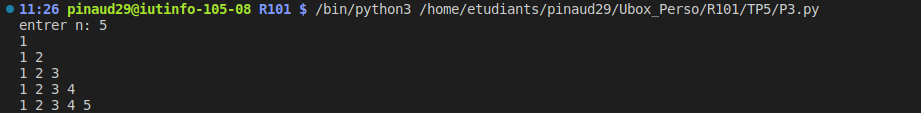 11:26 pinaud29@iutinfo-105-08 R101 $ /bin/python3 /home/etudiants/pinaud29/Ubox_Perso/R101/TP5/P3.py
entrer n: 5
1
1 2
1 2 3
1 2 3 4
1 2 3 4 5